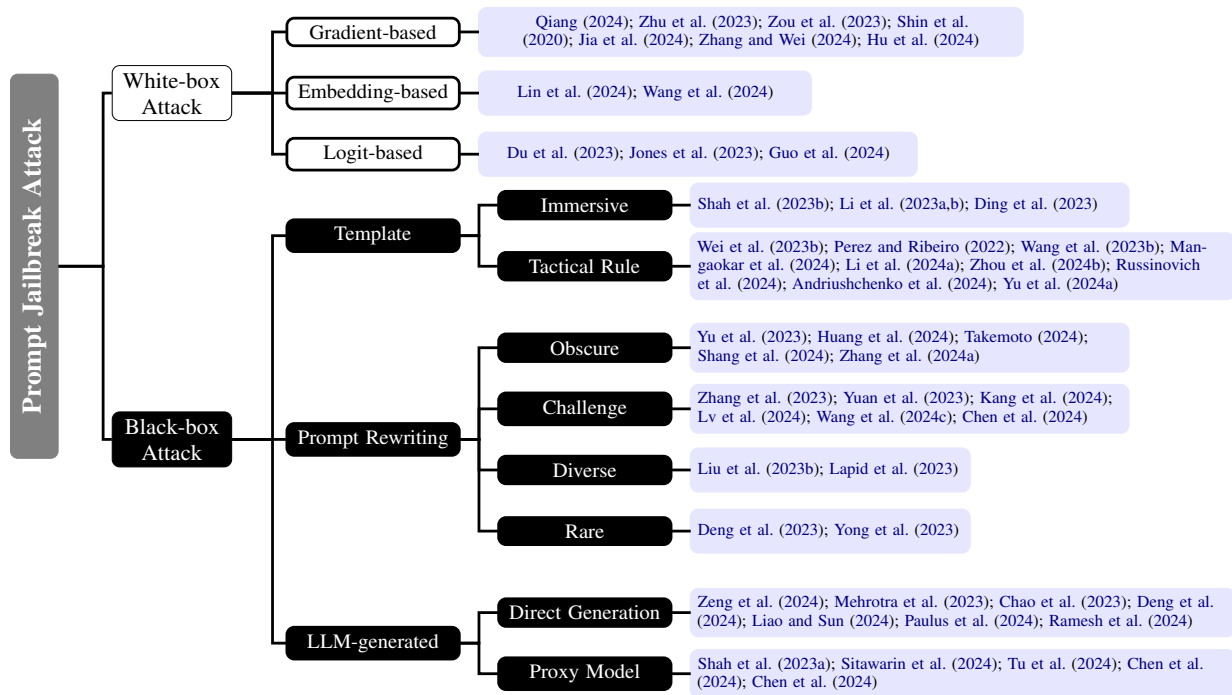 Prompt Jailbreak Attack
White-box
Attack
Gradient-based
Qiang (2024); Zhu et al. (2023); Zou et al. (2023); Shin et al.
(2020); Jia et al. (2024); Zhang and Wei (2024); Hu et al. (2024)
Embedding-based
Lin et al. (2024); Wang et al. (2024)
Logit-based
Du et al. (2023); Jones et al. (2023); Guo et al. (2024)
Black-box
Attack
Template
Immersive
Shah et al. (2023b); Li et al. (2023a,b); Ding et al. (2023)
Tactical Rule
Wei et al. (2023b); Perez and Ribeiro (2022); Wang et al. (2023b); Man-
gaokar et al. (2024); Li et al. (2024a); Zhou et al. (2024b); Russinovich
et al. (2024); Andriushchenko et al. (2024); Yu et al. (2024a)
Prompt Rewriting
Obscure
Yu et al. (2023); Huang et al. (2024); Takemoto (2024);
Shang et al. (2024); Zhang et al. (2024a)
Challenge
Zhang et al. (2023); Yuan et al. (2023); Kang et al. (2024);
Lv et al. (2024); Wang et al. (2024c); Chen et al. (2024)
Diverse
Liu et al. (2023b); Lapid et al. (2023)
Rare
Deng et al. (2023); Yong et al. (2023)
LLM-generated
Direct Generation
Zeng et al. (2024); Mehrotra et al. (2023); Chao et al. (2023); Deng et al.
(2024); Liao and Sun (2024); Paulus et al. (2024); Ramesh et al. (2024)
Proxy Model
Shah et al. (2023a); Sitawarin et al. (2024); Tu et al. (2024); Chen et al.
(2024); Chen et al. (2024)